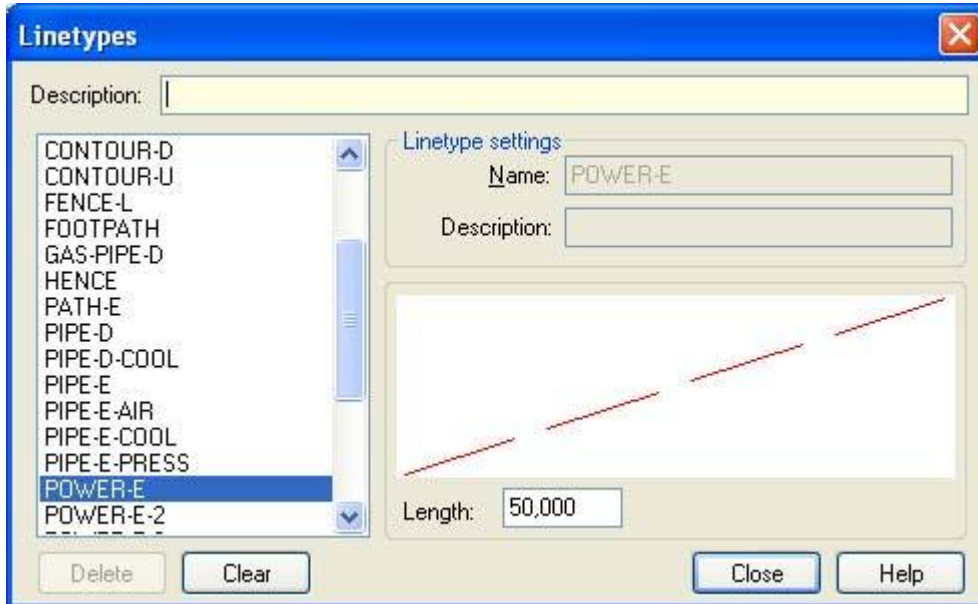 Linetypes
Description:
CONTOUR-D
CONTOUR-U
FENCE-L
FOOTPATH
GAS-PIPE-D
HENCE
PATH-E
PIPE-D
PIPE-D-COOL
PIPE-E
PIPE-E-AIR
PIPE-E-COOL
PIPE-E-PRESS
POWER-E
POWER-E-2
Linetype settings
Name: POWER-E
Description:
Length: 50,000
Delete Clear Close Help